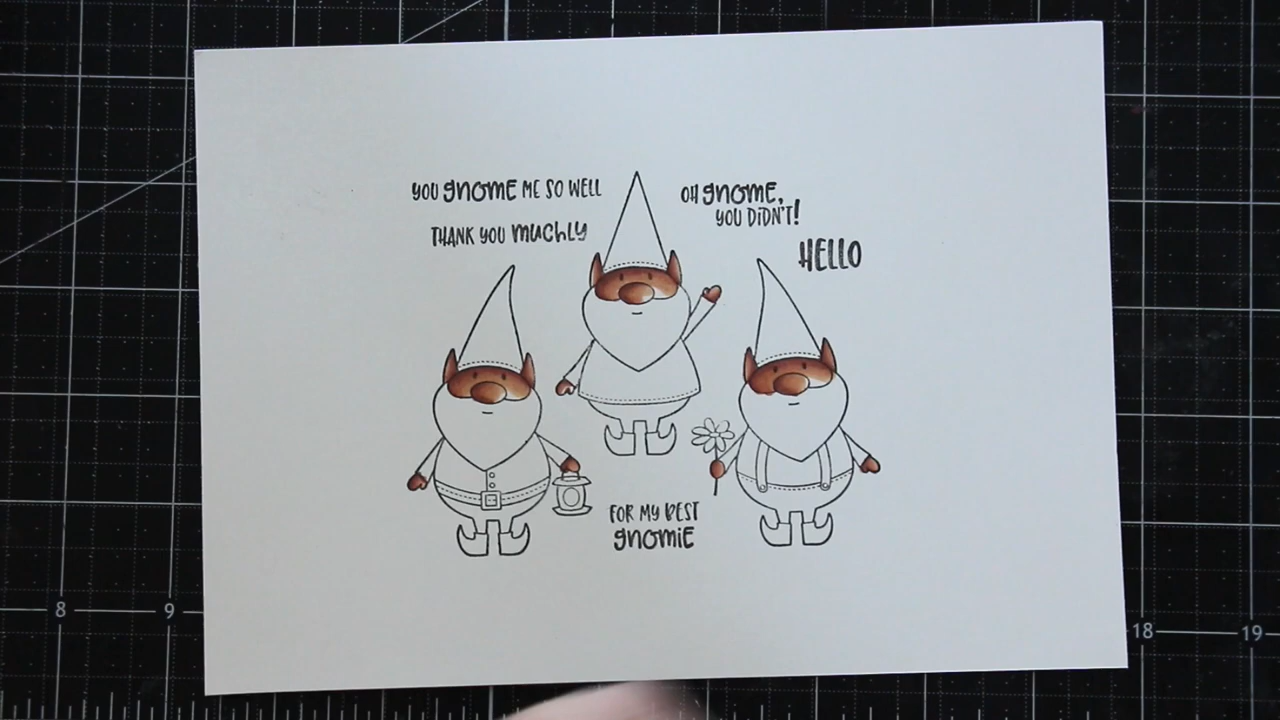 YOU gnome ME SO WELL
THANK YOU muchly
OH gnome,
YOU DIDN'T!
HELLO
FOR MY BEST
gnomie
8
9
18
19